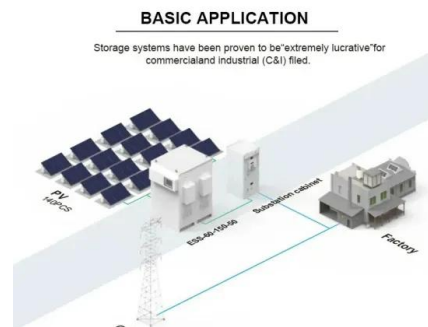 BASIC APPLICATION
Storage systems have been proven to be"extremely lucrative"for
commercialand industrial (C&I) filed.
PV
140PCS
ESS-60-150-50
Substation cabinet
Factory